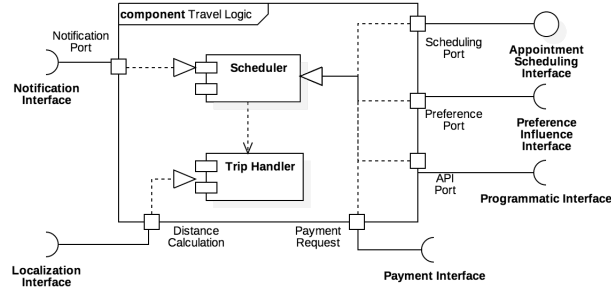 component Travel Logic
Notification
Port
Notification
Interface
Scheduler
Scheduling
Port
Appointment
Scheduling
Interface
Preference
Port
Preference
Influence
Interface
Trip Handler
API
Port
Programmatic Interface
Distance
Calculation
Payment
Request
Localization
Interface
Payment Interface